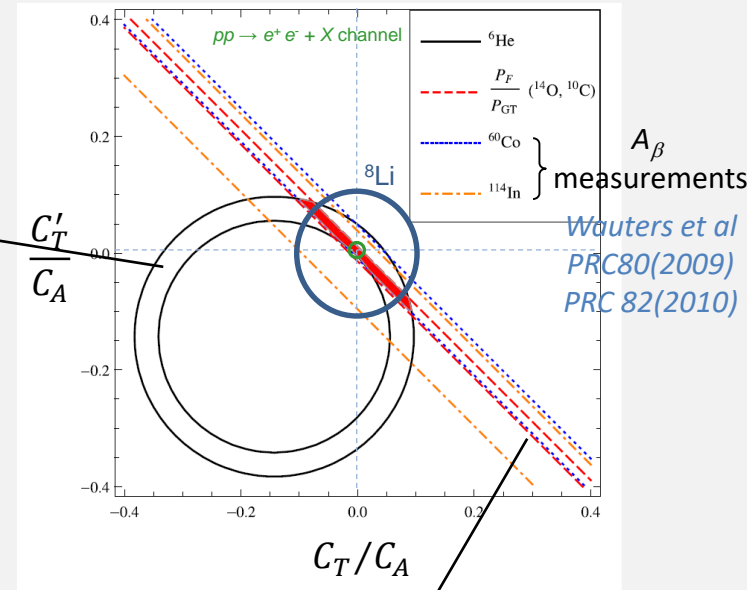 0.4
0.2
0.0
−0.2
−0.4
−0.4
−0.2
0.0
0.2
0.4
pp → e⁺ e⁻ + X channel
⁸Li
⁶He
P_F / P_GT (¹⁴O, ¹⁰C)
⁶⁰Co
¹¹⁴In
A_β
measurements
Wauters et al
PRC80(2009)
PRC 82(2010)
C′_T / C_A
C_T/C_A